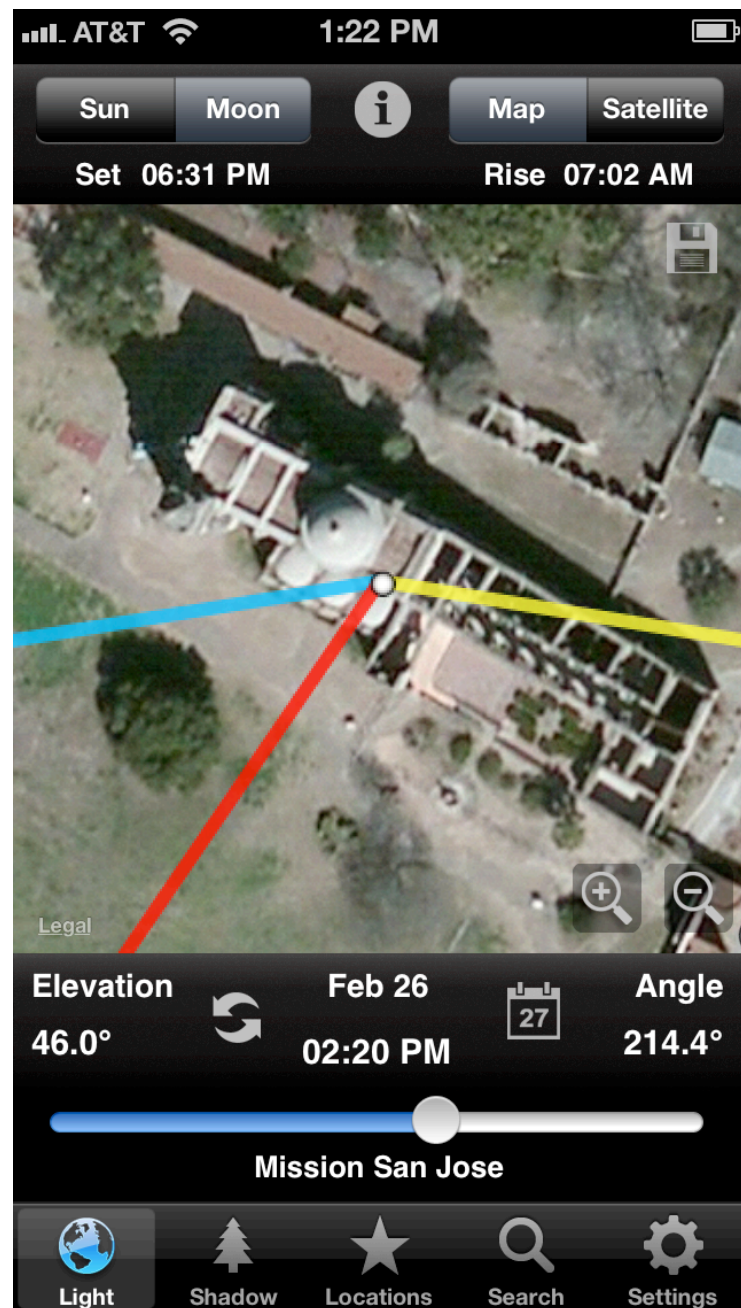 AT&T 1:22 PM
Sun Moon i Map Satellite
Set 06:31 PM Rise 07:02 AM
Legal
Elevation Feb 26 Angle
27
46.0° 02:20 PM 214.4°
Mission San Jose
Light Shadow Locations Search Settings